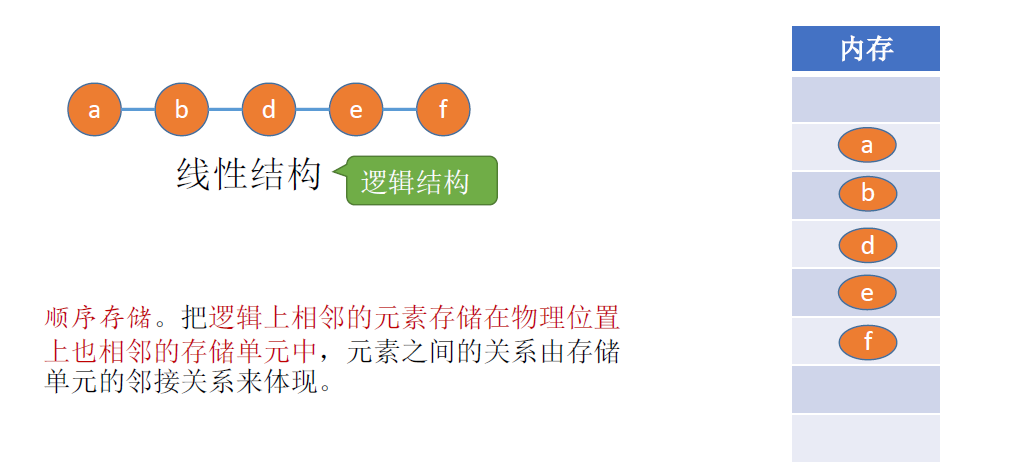 内存
a b d e f
线性结构
逻辑结构
a
b
d
e
f
顺序存储。把逻辑上相邻的元素存储在物理位置
上也相邻的存储单元中，元素之间的关系由存储
单元的邻接关系来体现。